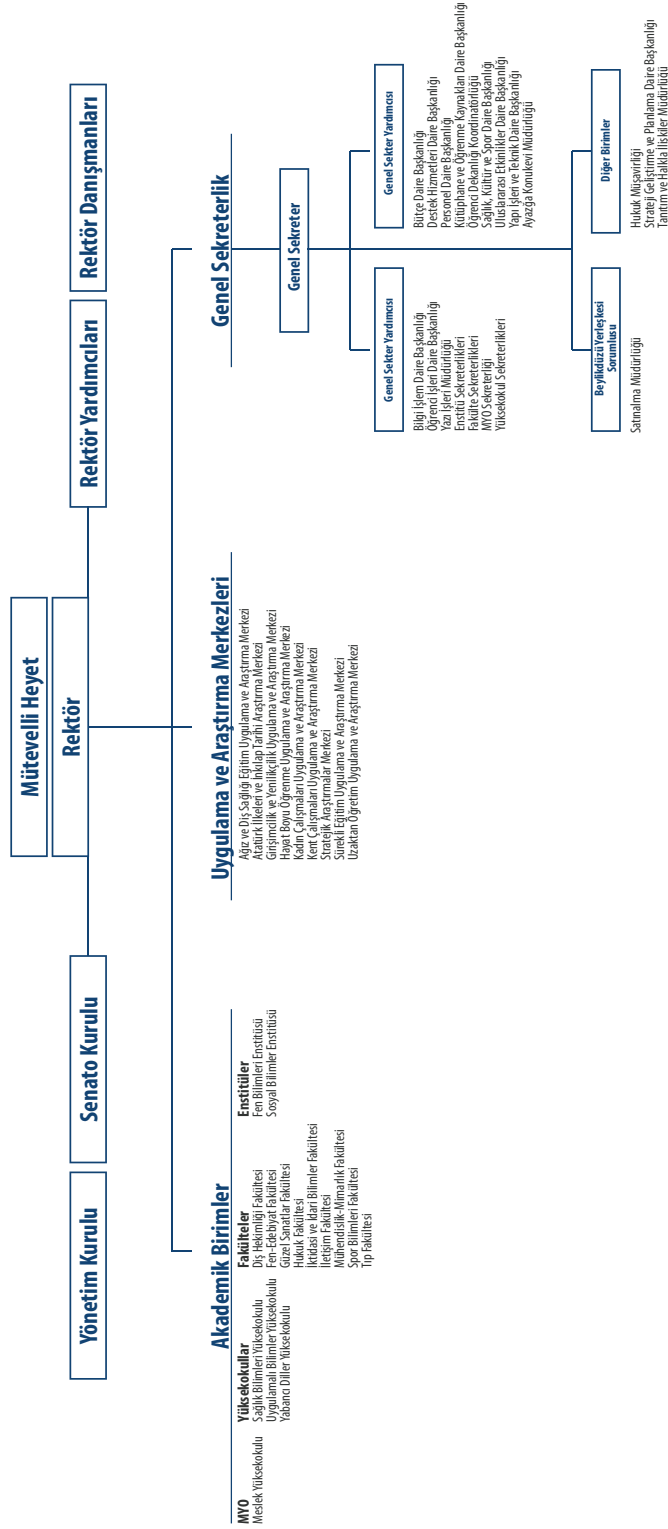 Mütevelli Heyet
Rektör
Yönetim Kurulu
Senato Kurulu
Rektör Yardımcıları
Rektör Danışmanları
Akademik Birimler
MYO
Meslek Yüksekokulu
Yüksekokullar
Sağlık Bilimleri Yüksekokulu
Uygulamalı Bilimler Yüksekokulu
Yabancı Diller Yüksekokulu
Fakülteler
Diş Hekimliği Fakültesi
Fen-Edebiyat Fakültesi
Güzel Sanatlar Fakültesi
Hukuk Fakültesi
İktidasi ve İdari Bilimler Fakültesi
İletişim Fakültesi
Mühendislik-Mimarlık Fakültesi
Spor Bilimleri Fakültesi
Tıp Fakültesi
Enstitüler
Fen Bilimleri Enstitüsü
Sosyal Bilimler Enstitüsü
Uygulama ve Araştırma Merkezleri
Ağız ve Diş Sağlığı Eğitim Uygulama ve Araştırma Merkezi
Atatürk İlkeleri ve İnkılap Tarihi Araştırma Merkezi
Girişimcilik ve Yenilikçilik Uygulama ve Araştırma Merkezi
Hayat Boyu Öğrenme Uygulama ve Araştırma Merkezi
Kadın Çalışmaları Uygulama ve Araştırma Merkezi
Kent Çalışmaları Uygulama ve Araştırma Merkezi
Stratejik Araştırmalar Merkezi
Sürekli Eğitim Uygulama ve Araştırma Merkezi
Uzaktan Öğretim Uygulama ve Araştırma Merkezi
Genel Sekreterlik
Genel Sekreter
Genel Sekter Yardımcısı
Bilgi İşlem Daire Başkanlığı
Öğrenci İşleri Daire Başkanlığı
Yazı İşleri Müdürlüğü
Enstitü Sekreterlikleri
Fakülte Sekreterlikleri
MYO Sekreterliği
Yüksekokul Sekreterlikleri
Genel Sekter Yardımcısı
Bütçe Daire Başkanlığı
Destek Hizmetleri Daire Başkanlığı
Personel Daire Başkanlığı
Kütüphane ve Öğrenme Kaynakları Daire Başkanlığı
Öğrenci Dekanlığı Koordinatörlüğü
Sağlık, Kültür ve Spor Daire Başkanlığı
Uluslararası Etkinlikler Daire Başkanlığı
Yapı İşleri ve Teknik Daire Başkanlığı
Ayazğa Konukevi Müdürlüğü
Beylikdüzü Yerleşkesi
Sorumlusu
Satınalma Müdürlüğü
Diğer Birimler
Hukuk Müşavirliği
Strateji Geliştirme ve Planlama Daire Başkanlığı
Tanıtım ve Halkla İlişkiler Müdürlüğü